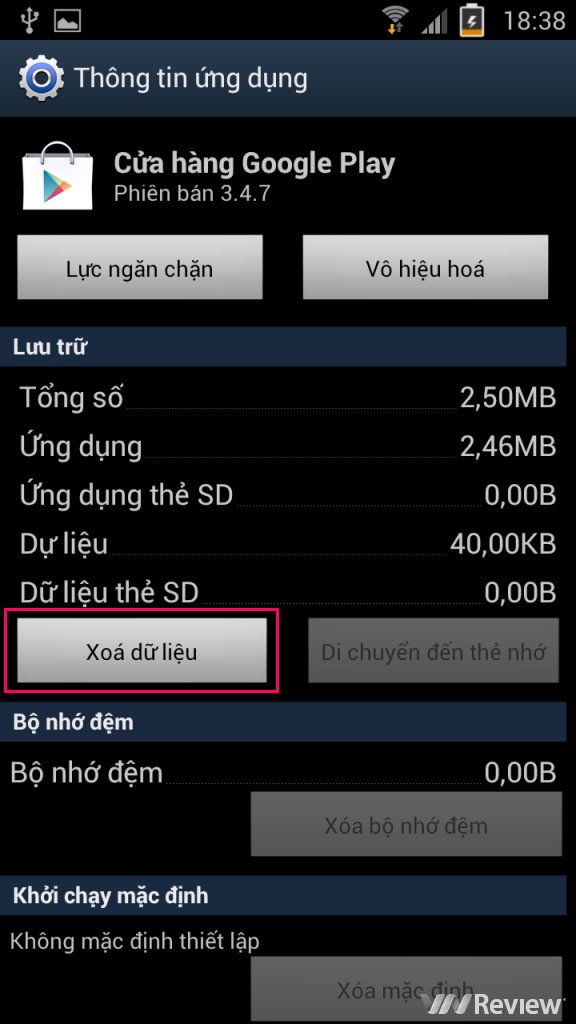 18:38
Thông tin ứng dụng
Cửa hàng Google Play
Phiên bản 3.4.7
Lực ngăn chặn
Vô hiệu hoá
Lưu trữ
Tổng số 2,50MB
Ứng dụng 2,46MB
Ứng dụng thẻ SD 0,00B
Dự liệu 40,00KB
Dữ liệu thẻ SD 0,00B
Xoá dữ liệu
Di chuyển đến thẻ nhớ
Bộ nhớ đệm
Bộ nhớ đệm 0,00B
Xóa bộ nhớ đệm
Khởi chạy mặc định
Không mặc định thiết lập
Xóa mặc định
VNReview